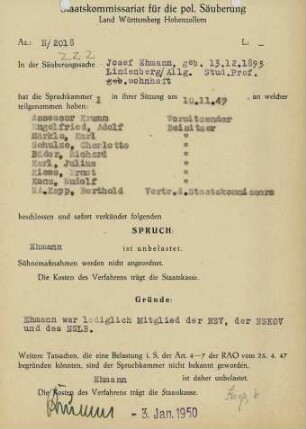 Staatskommissariat für die pol. Säuberung
Land Württemberg Hohenzollern
Az.: N/2018 L:
222
In der Säuberungssache Josef Ehmann, geb. 13.12.1895
Lindenberg/Allg. Stud.Prof.
geb. wohnhaft
hat die Spruchkammer I in ihrer Sitzung am 10.11.49 an welcher
teilgenommen haben:
Assessor Krumm Vorsitzender
Engelfried, Adolf Beisitzer
Märkle, Karl "
Schulze, Charlotte "
Bäder, Richard "
Karl, Julius "
Riess, Ernst "
Kons, Rudolf "
RA. Zepp, Berthold Vertr.d.Staatskommissars
beschlossen und sofort verkündet folgenden
SPRUCH:
Ehmann
ist unbelastet.
Sühnemaßnahmen werden nicht angeordnet.
Die Kosten des Verfahrens trägt die Staatskasse.
Gründe:
Ehmann war lediglich Mitglied der NSV, der NSKOV
und des NSLB.
Weitere Tatsachen, die eine Belastung i. S. der Art. 4-7 der RAO vom 25. 4. 47
begründen könnten, sind der Spruchkammer nicht bekannt geworden.
Ehmann ist daher unbelastet.
Die Kosten des Verfahrens trägt die Staatskasse.
- 3. Jan. 1950